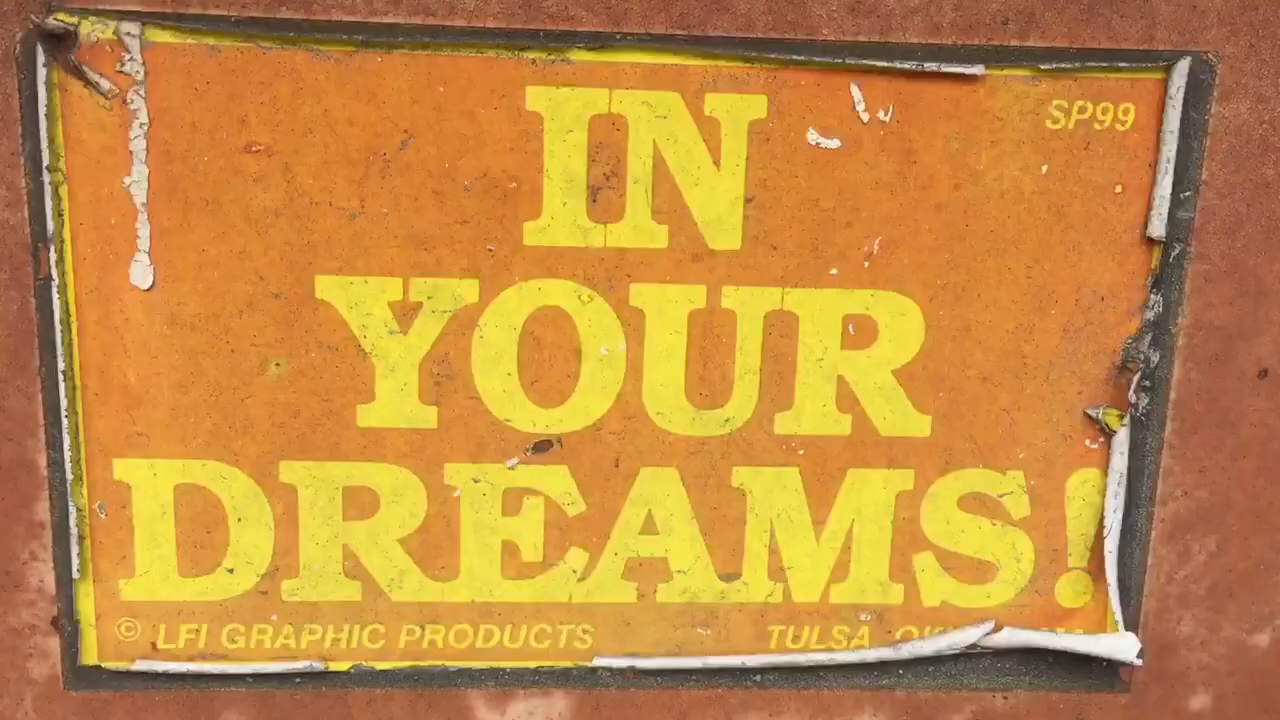 SP99
IN
YOUR
DREAMS!
© LFI GRAPHIC PRODUCTS TULSA